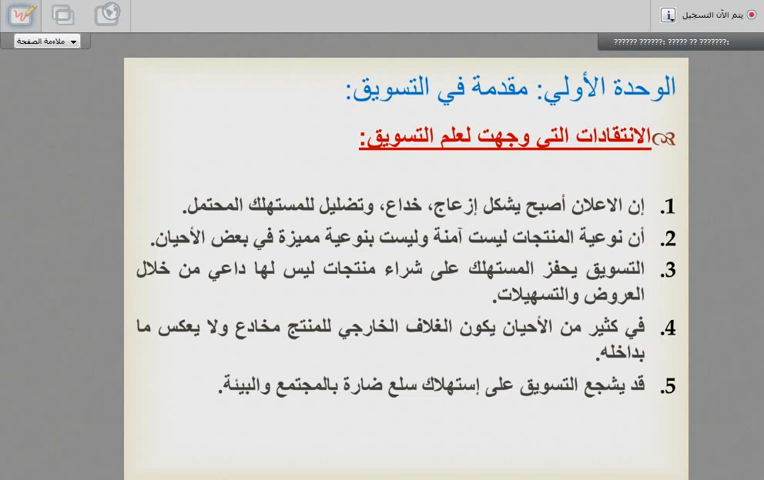 يتم الآن التسجيل
ملاءمة الصفحة
?????? ??????: ????? ?? ???????:
الوحدة الأولي: مقدمة في التسويق:
الانتقادات التي وجهت لعلم التسويق:
1. إن الاعلان أصبح يشكل إزعاج، خداع، وتضليل للمستهلك المحتمل.
2. أن نوعية المنتجات ليست آمنة وليست بنوعية مميزة في بعض الأحيان.
3. التسويق يحفز المستهلك على شراء منتجات ليس لها داعي من خلال
العروض والتسهيلات.
4. في كثير من الأحيان يكون الغلاف الخارجي للمنتج مخادع ولا يعكس ما
بداخله.
5. قد يشجع التسويق على إستهلاك سلع ضارة بالمجتمع والبيئة.